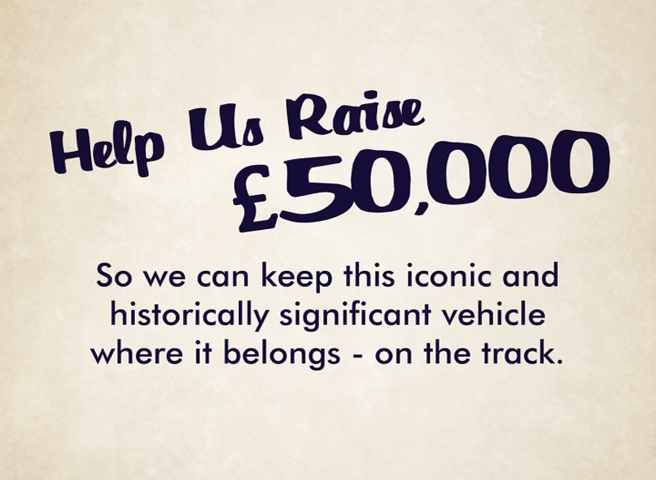 Help Us Raise
£50,000
So we can keep this iconic and
historically significant vehicle
where it belongs - on the track.